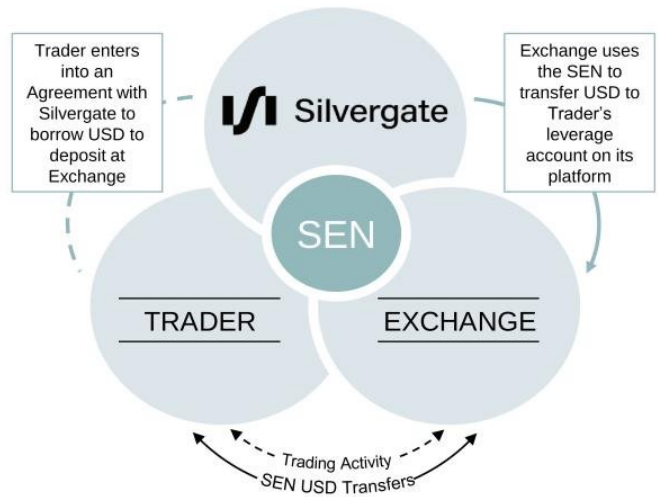 Trader enters
into an
Agreement with
Silvergate to
borrow USD to
deposit at
Exchange
Silvergate
Exchange uses
the SEN to
transfer USD to
Trader's
leverage
account on its
platform
SEN
TRADER
EXCHANGE
Trading Activity
SEN USD Transfers